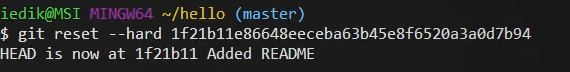 iedik@MSI MINGW64 ~/hello (master)
$ git reset --hard 1f21b11e86648eeceba63b45e8f6520a3a0d7b94
HEAD is now at 1f21b11 Added README